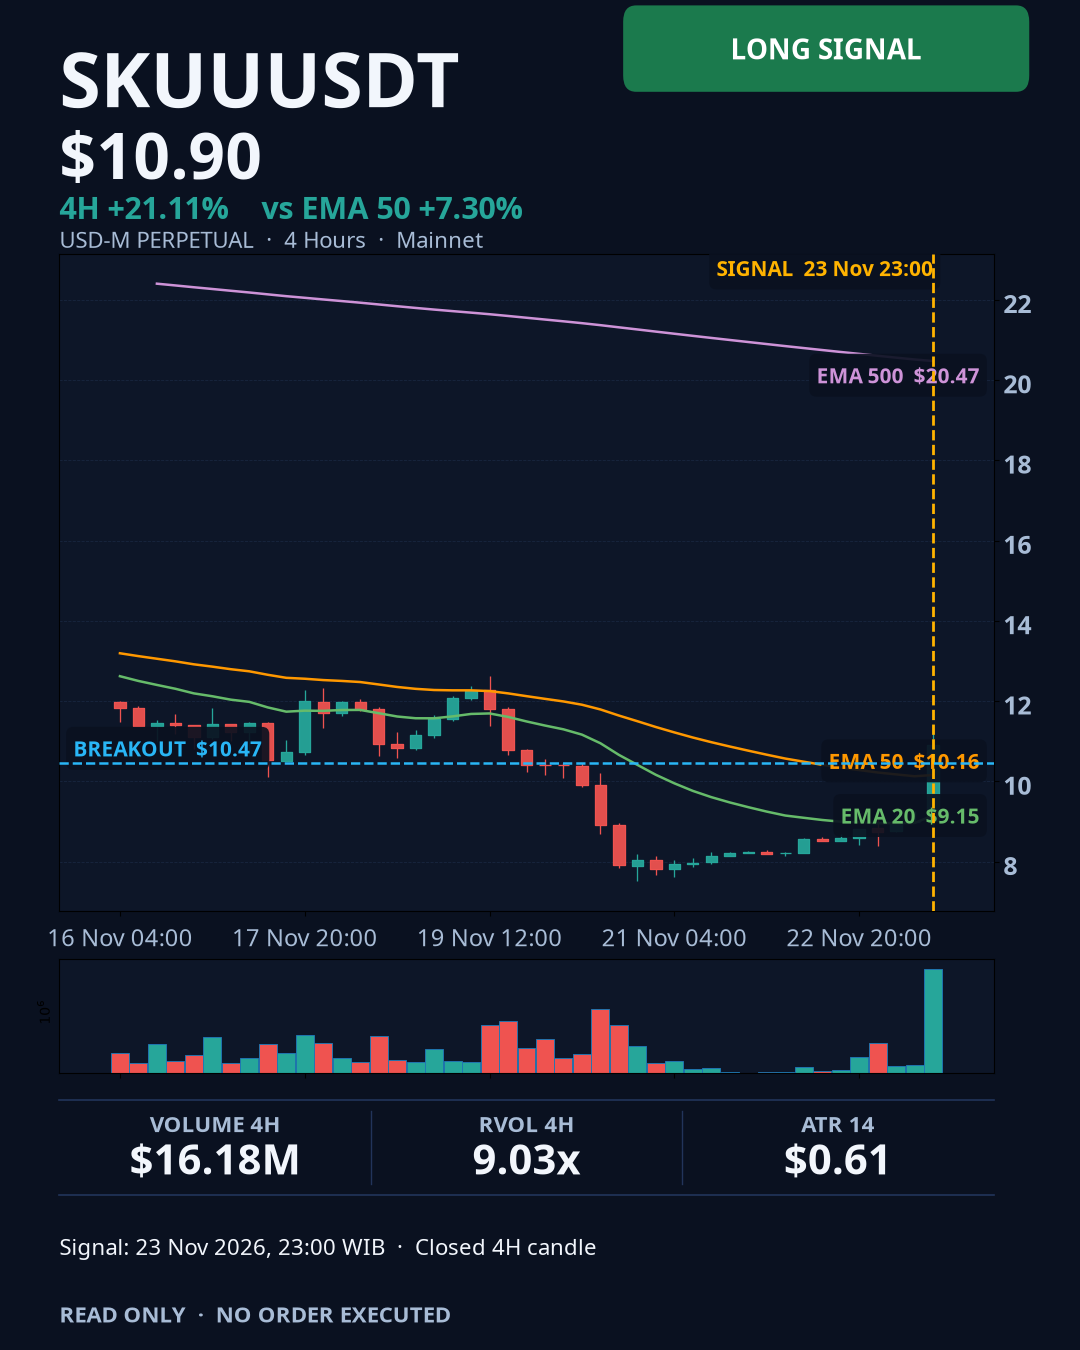 LONG SIGNAL
SKUUUSDT
$10.90
4H +21.11% vs EMA 50 +7.30%
USD-M PERPETUAL · 4 Hours · Mainnet
SIGNAL 23 Nov 23:00
22
EMA 500 $20.47
20
18
16
14
12
BREAKOUT $10.47
EMA 50 $10.16
10
EMA 20 $9.15
8
16 Nov 04:00 17 Nov 20:00 19 Nov 12:00 21 Nov 04:00 22 Nov 20:00
10⁶
VOLUME 4H RVOL 4H ATR 14
$16.18M 9.03x $0.61
Signal: 23 Nov 2026, 23:00 WIB · Closed 4H candle
READ ONLY · NO ORDER EXECUTED